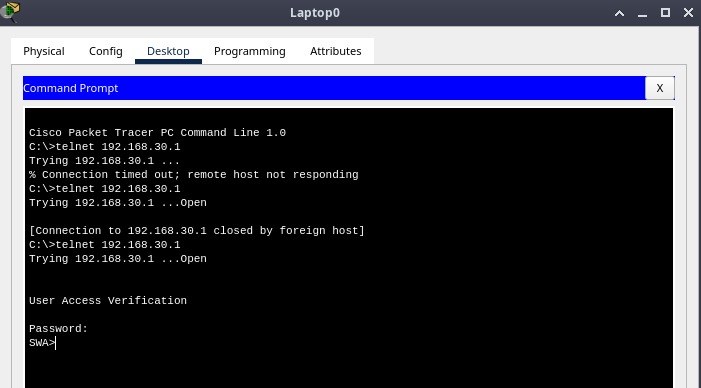 Laptop0
Physical Config Desktop Programming Attributes
Command Prompt X
Cisco Packet Tracer PC Command Line 1.0
C:\>telnet 192.168.30.1
Trying 192.168.30.1 ...
% Connection timed out; remote host not responding
C:\>telnet 192.168.30.1
Trying 192.168.30.1 ...Open
[Connection to 192.168.30.1 closed by foreign host]
C:\>telnet 192.168.30.1
Trying 192.168.30.1 ...Open
User Access Verification
Password:
SWA>